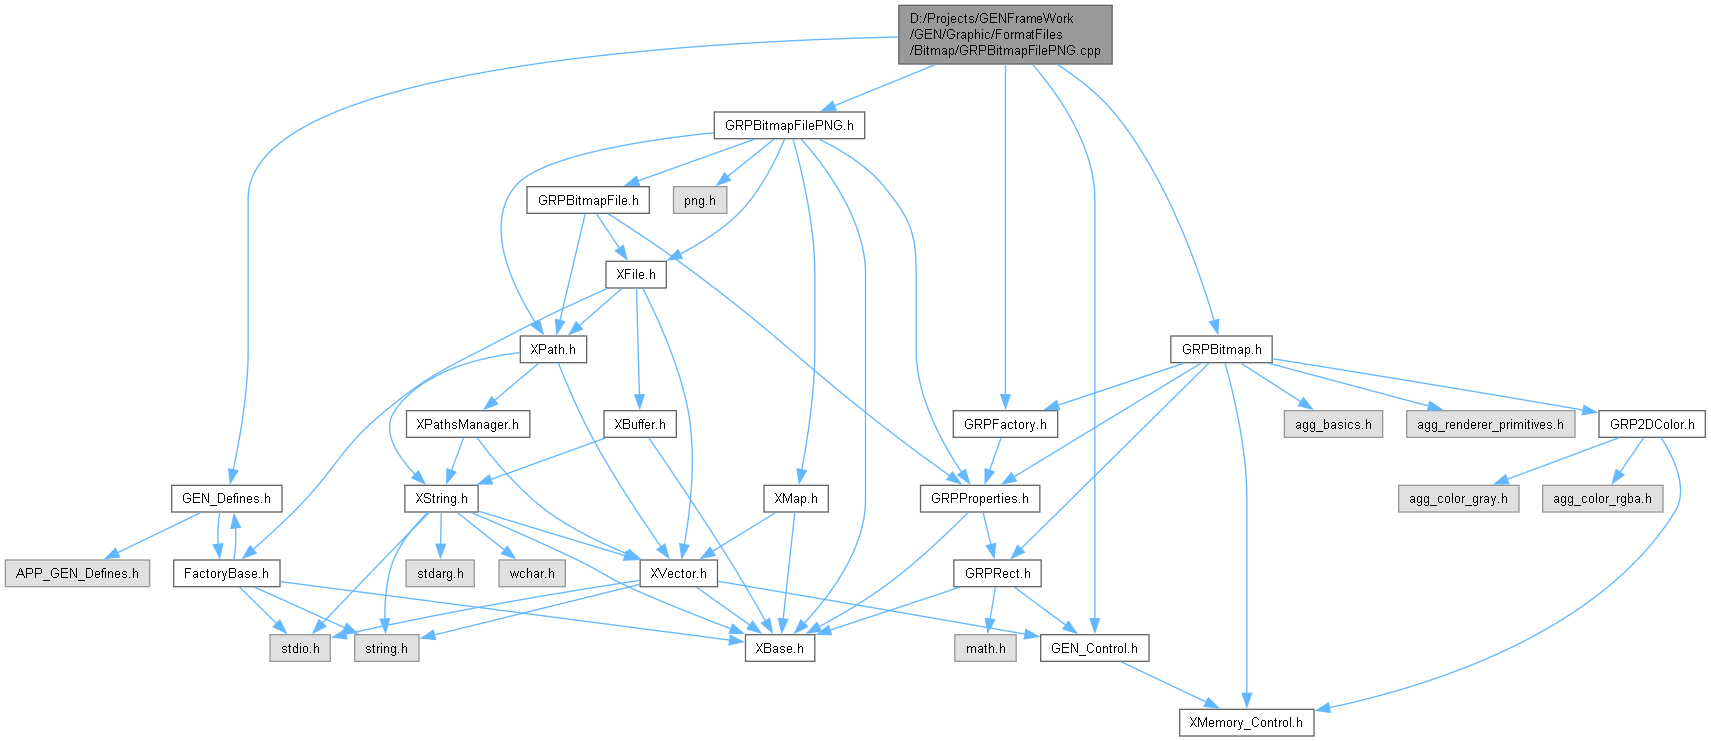 D:/Projects/GENFrameWork
/GEN/Graphic/FormatFiles
/Bitmap/GRPBitmapFilePNG.cpp
GRPBitmapFilePNG.h
GRPBitmapFile.h
png.h
XFile.h
XPath.h
GRPBitmap.h
XPathsManager.h
XBuffer.h
GRPFactory.h
agg_basics.h
agg_renderer_primitives.h
GRP2DColor.h
GEN_Defines.h
XString.h
XMap.h
GRPProperties.h
agg_color_gray.h
agg_color_rgba.h
APP_GEN_Defines.h
FactoryBase.h
stdarg.h
wchar.h
XVector.h
GRPRect.h
stdio.h
string.h
XBase.h
math.h
GEN_Control.h
XMemory_Control.h